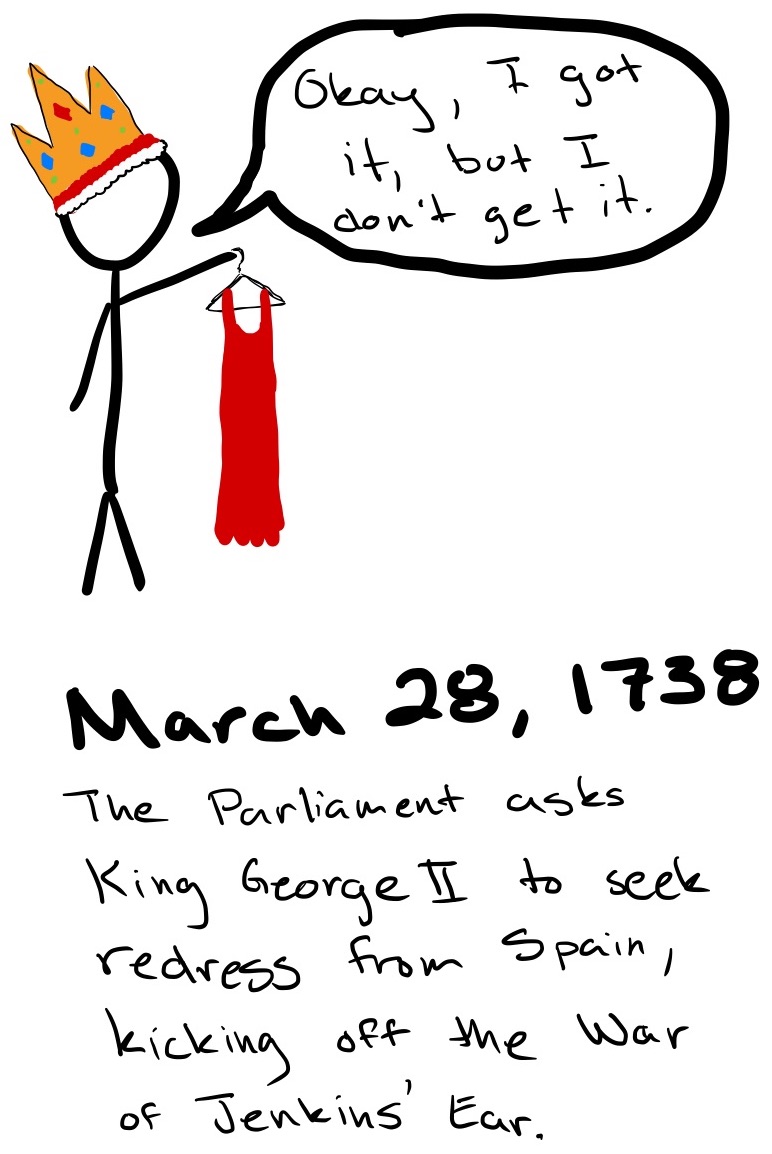 Okay, I got
it, but I
don't get it.
March 28, 1738
The Parliament asks
King George II to seek
redress from Spain,
kicking off the War
of Jenkins' Ear.